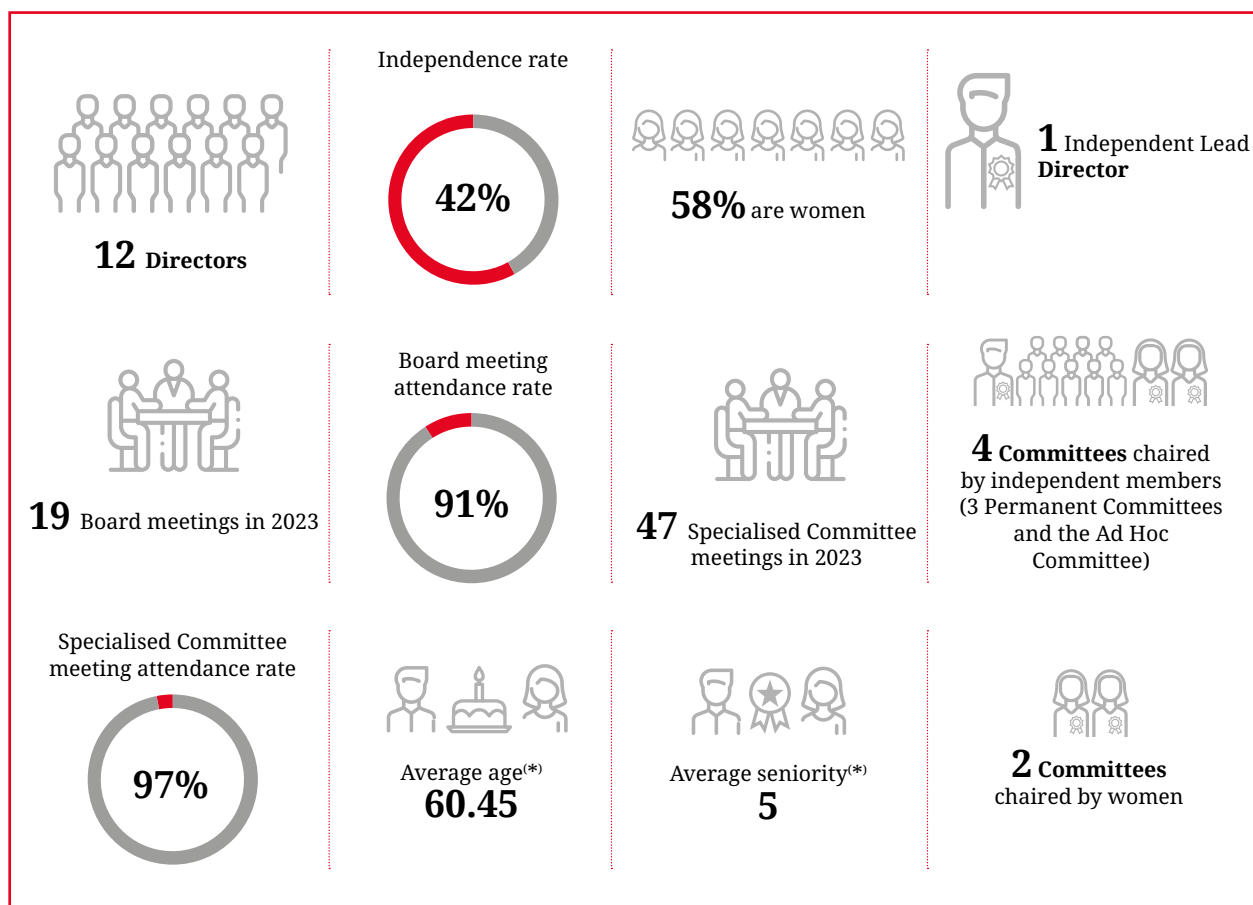 12 Directors
Independence rate
42%
58% are women
1 Independent Lead
Director
19 Board meetings in 2023
Board meeting
attendance rate
91%
47 Specialised Committee
meetings in 2023
4 Committees chaired
by independent members
(3 Permanent Committees
and the Ad Hoc
Committee)
Specialised Committee
meeting attendance rate
97%
Average age(*)
60.45
Average seniority(*)
5
2 Committees
chaired by women